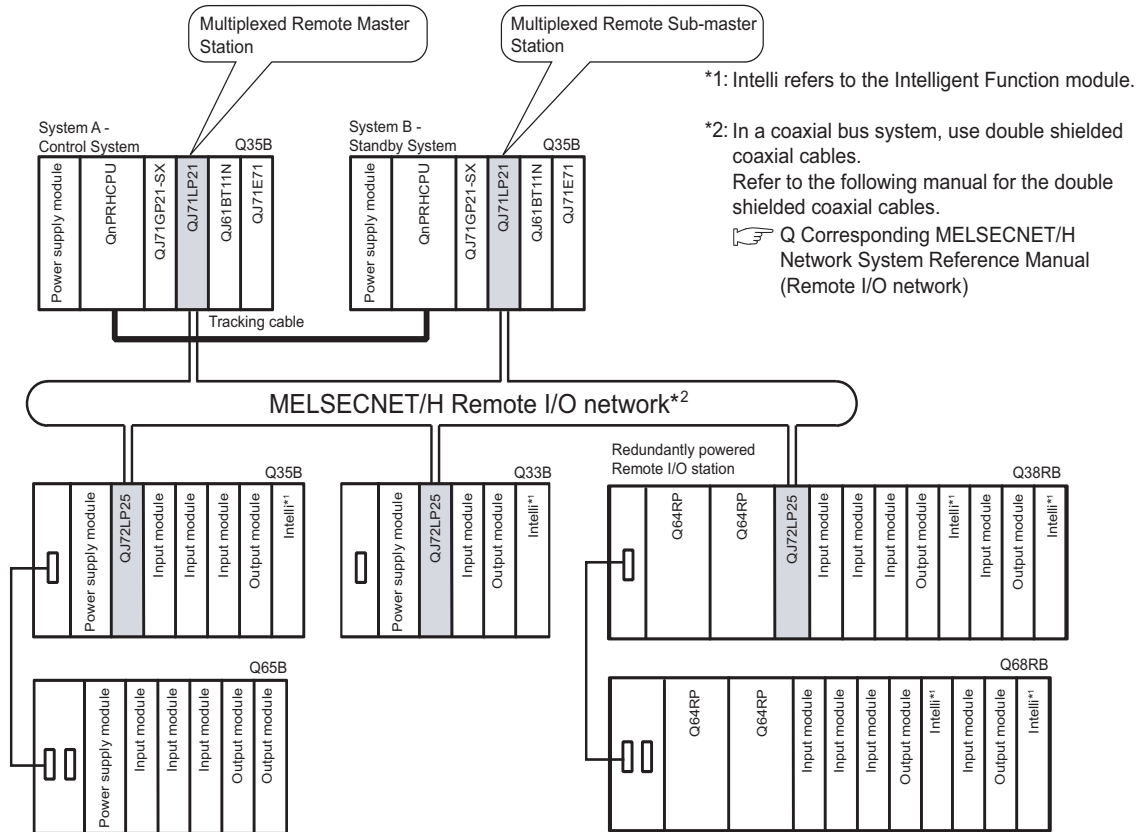 Multiplexed Remote Master
Station
Multiplexed Remote Sub-master
Station
*1: Intelli refers to the Intelligent Function module.
*2: In a coaxial bus system, use double shielded
coaxial cables.
Refer to the following manual for the double
shielded coaxial cables.
Q Corresponding MELSECNET/H
Network System Reference Manual
(Remote I/O network)
System A -
Control System
Q35B
Power supply module
QnPRHCPU
QJ71GP21-SX
QJ71LP21
QJ61BT11N
QJ71E71
System B -
Standby System
Q35B
Power supply module
QnPRHCPU
QJ71GP21-SX
QJ71LP21
QJ61BT11N
QJ71E71
Tracking cable
MELSECNET/H Remote I/O network*2
Q35B
Power supply module
QJ72LP25
Input module
Input module
Input module
Output module
Intelli*1
Q33B
Power supply module
QJ72LP25
Input module
Output module
Intelli*1
Redundantly powered
Remote I/O station
Q38RB
Q64RP
Q64RP
QJ72LP25
Input module
Input module
Input module
Output module
Intelli*1
Input module
Output module
Intelli*1
Q65B
Power supply module
Input module
Input module
Input module
Output module
Output module
Q68RB
Q64RP
Q64RP
Input module
Input module
Input module
Output module
Intelli*1
Input module
Output module
Intelli*1